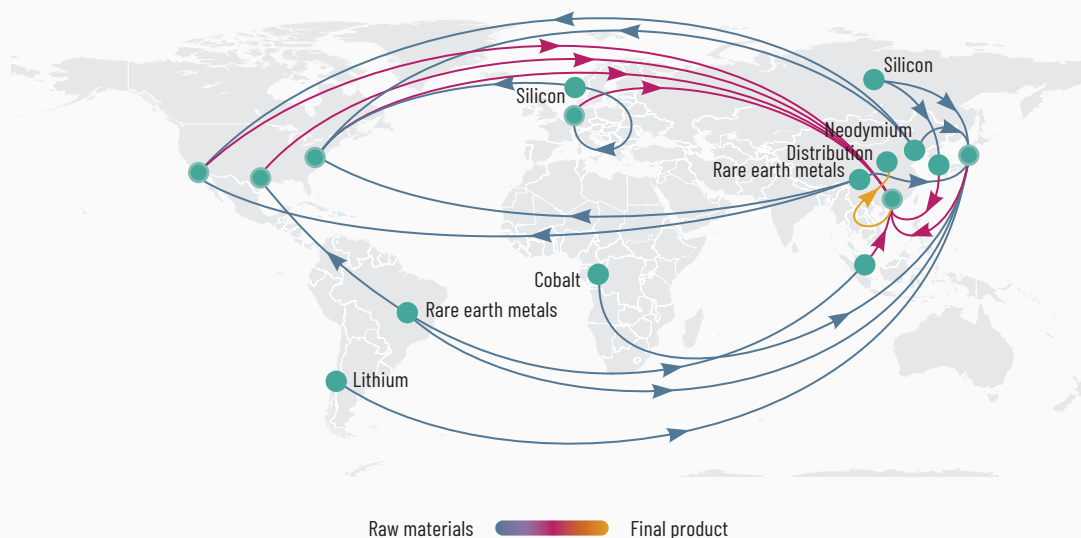 Silicon
Silicon
Neodymium
Distribution
Rare earth metals
Cobalt
Rare earth metals
Lithium
Raw materials
Final product